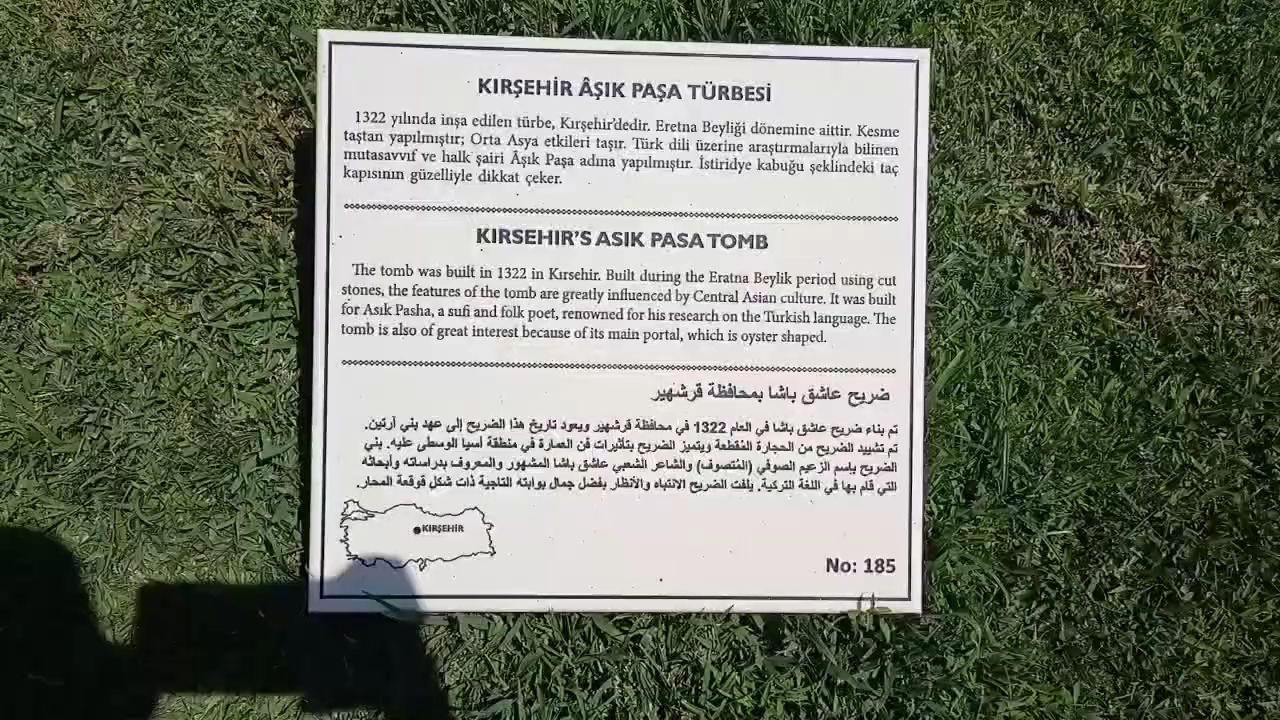 KIRŞEHİR ÂŞIK PAŞA TÜRBESİ
1322 yılında inşa edilen türbe, Kırşehir'dedir. Eretna Beyliği dönemine aittir. Kesme
taştan yapılmıştır; Orta Asya etkileri taşır. Türk dili üzerine araştırmalarıyla bilinen
mutasavvıf ve halk şairi Âşık Paşa adına yapılmıştır. İstiridye kabuğu şeklindeki taç
kapısının güzelliyle dikkat çeker.
KIRSEHIR'S ASIK PASA TOMB
The tomb was built in 1322 in Kırsehir. Built during the Eratna Beylik period using cut
stones, the features of the tomb are greatly influenced by Central Asian culture. It was built
for Asık Pasha, a sufi and folk poet, renowned for his research on the Turkish language. The
tomb is also of great interest because of its main portal, which is oyster shaped.
ضريح عاشق باشا بمحافظة قرشهير
تم بناء ضريح عاشق باشا في العام 1322 في محافظة قرشهير ويعود تاريخ هذا الضريح إلى عهد بني آرتين.
تم تشييد الضريح من الحجارة المُقطعة ويتميز الضريح بتأثيرات فن العمارة في منطقة آسيا الوسطى عليه. بني
الضريح باسم الزعيم الصوفي (المُتصوف) والشاعر الشعبي عاشق باشا المشهور والمعروف بدراساته وأبحاثه
التي قام بها في اللغة التركية. يلفت الضريح الانتباه والأنظار بفضل جمال بوابته التاجية ذات شكل قوقعة المحار.
KIRŞEHİR
No: 185